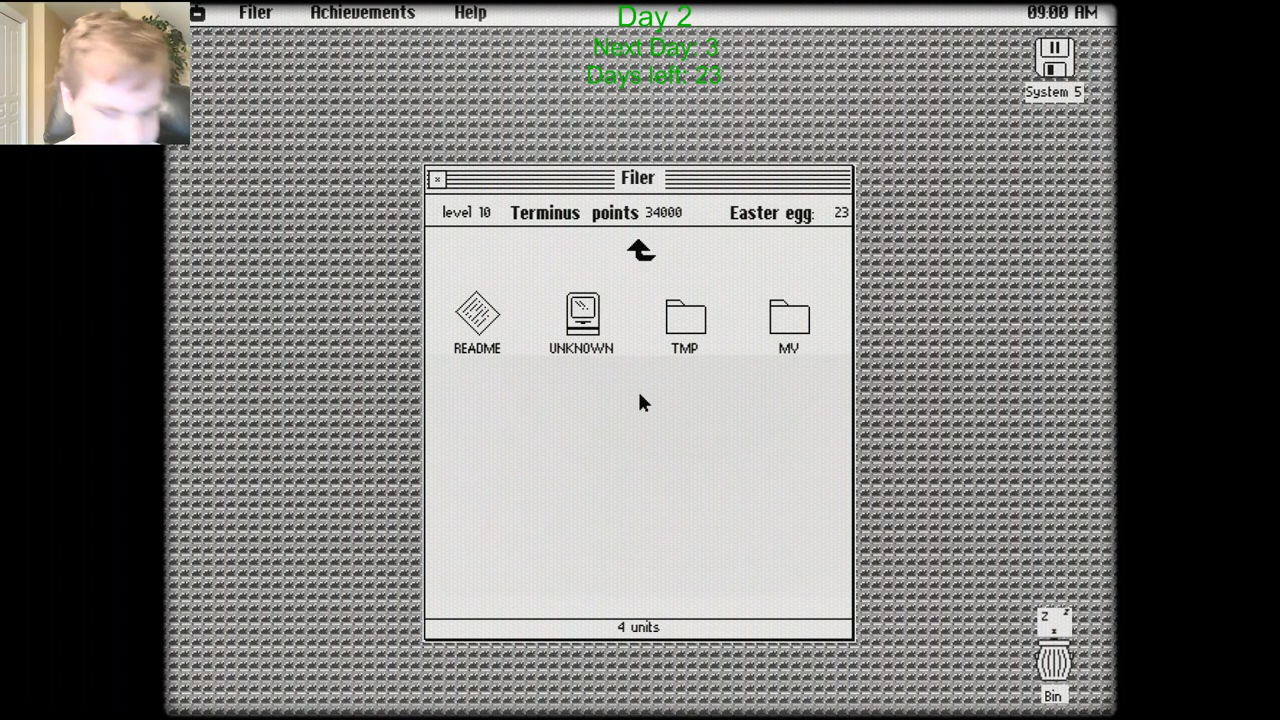 Filer Achievements Help 09:00 AM
Day 2
Next Day: 3
Days left: 23
System 5
Filer
level 10 Terminus points 34000 Easter egg: 23
README UNKNOWN TMP MY
4 units
z z
z
Bin